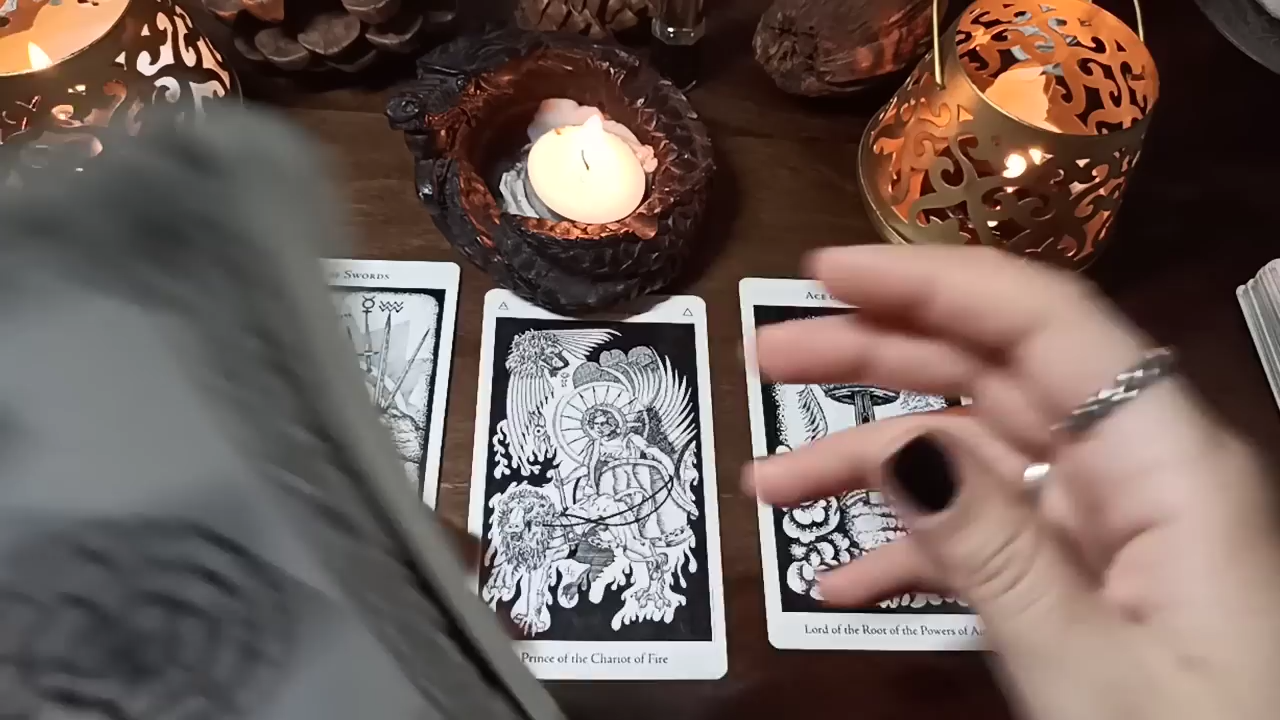 Swords
Ace
Prince of the Chariot of Fire
Lord of the Root of the Powers of